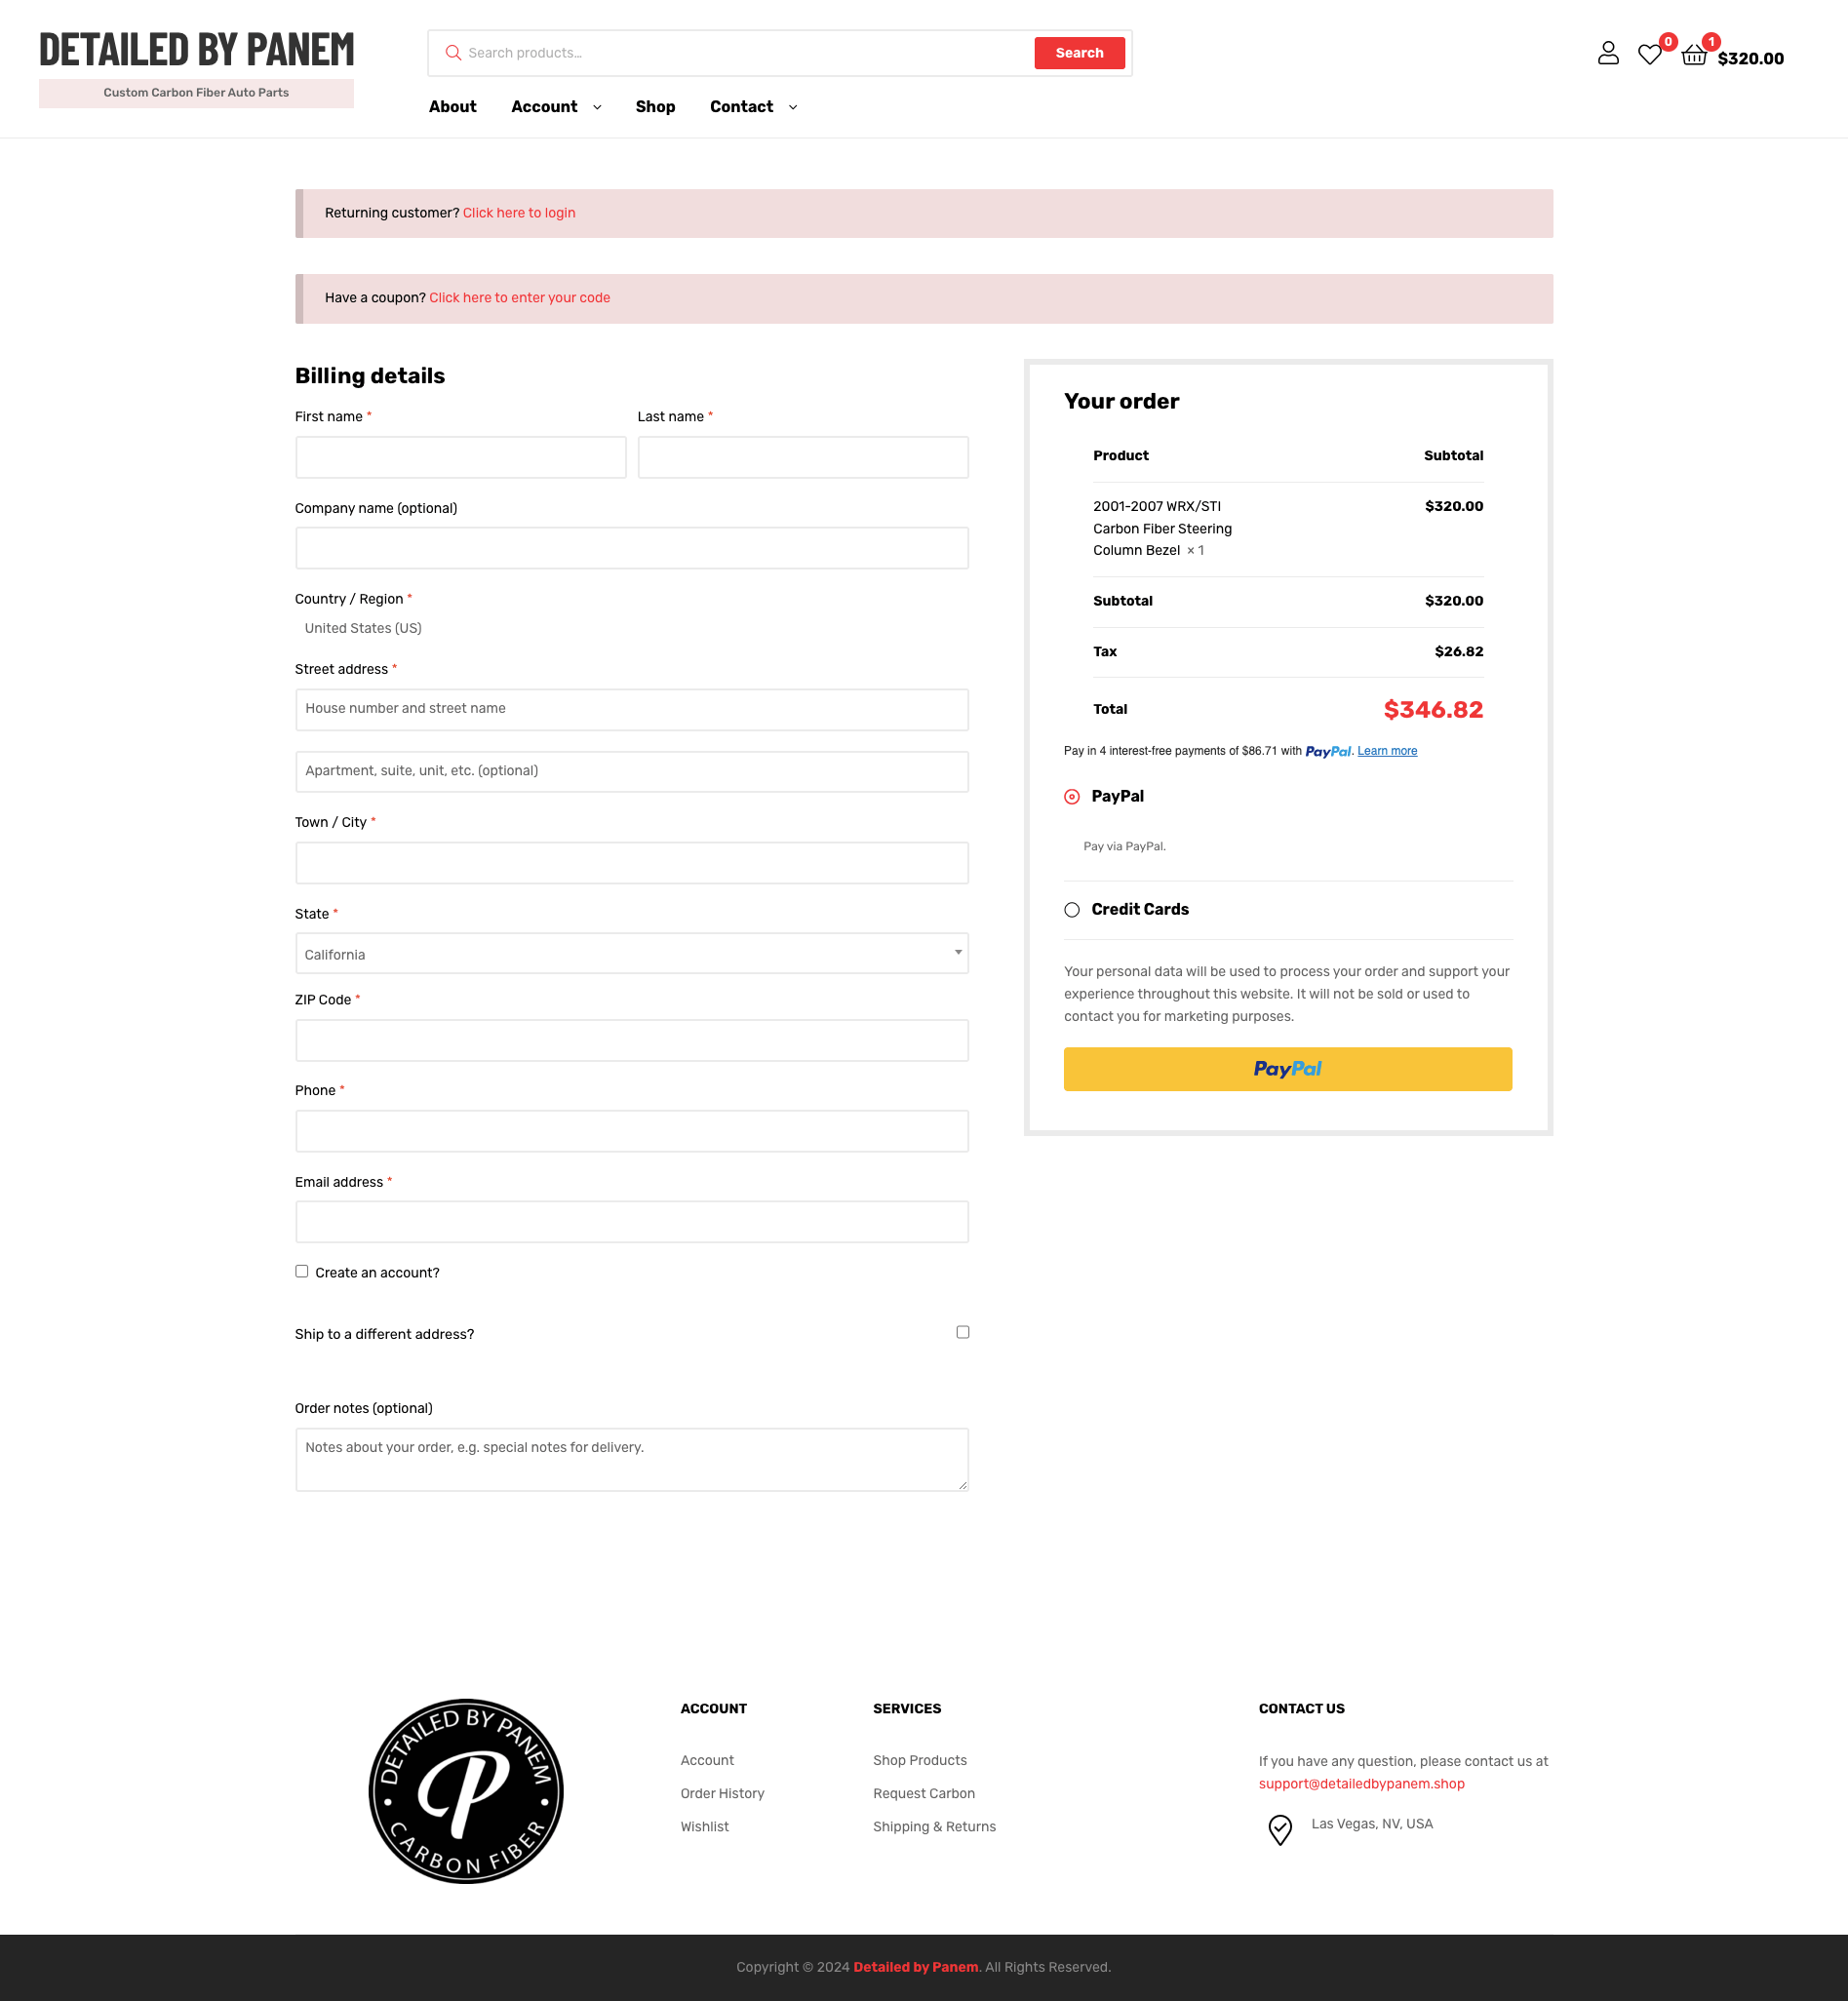 DETAILED BY PANEM
Custom Carbon Fiber Auto Parts
Search products...
Search
0
1
$320.00
About
Account
Shop
Contact
Returning customer? Click here to login
Have a coupon? Click here to enter your code
Billing details
First name *
Last name *
Company name (optional)
Country / Region *
United States (US)
Street address *
House number and street name
Apartment, suite, unit, etc. (optional)
Town / City *
State *
California
ZIP Code *
Phone *
Email address *
Create an account?
Ship to a different address?
Order notes (optional)
Notes about your order, e.g. special notes for delivery.
Your order
Product Subtotal
2001-2007 WRX/STI $320.00
Carbon Fiber Steering
Column Bezel × 1
Subtotal $320.00
Tax $26.82
Total $346.82
Pay in 4 interest-free payments of $86.71 with PayPal. Learn more
PayPal
Pay via PayPal.
Credit Cards
Your personal data will be used to process your order and support your
experience throughout this website. It will not be sold or used to
contact you for marketing purposes.
PayPal
DETAILED BY PANEM
P
CARBON FIBER
ACCOUNT
Account
Order History
Wishlist
SERVICES
Shop Products
Request Carbon
Shipping & Returns
CONTACT US
If you have any question, please contact us at
support@detailedbypanem.shop
Las Vegas, NV, USA
Copyright © 2024 Detailed by Panem. All Rights Reserved.